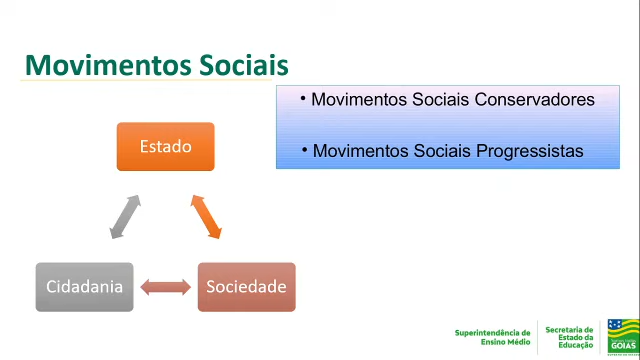 Movimentos Sociais
• Movimentos Sociais Conservadores
• Movimentos Sociais Progressistas
Estado
Cidadania
Sociedade
Superintendência de
Ensino Médio
Secretaria de
Estado da
Educação
GOIÁS